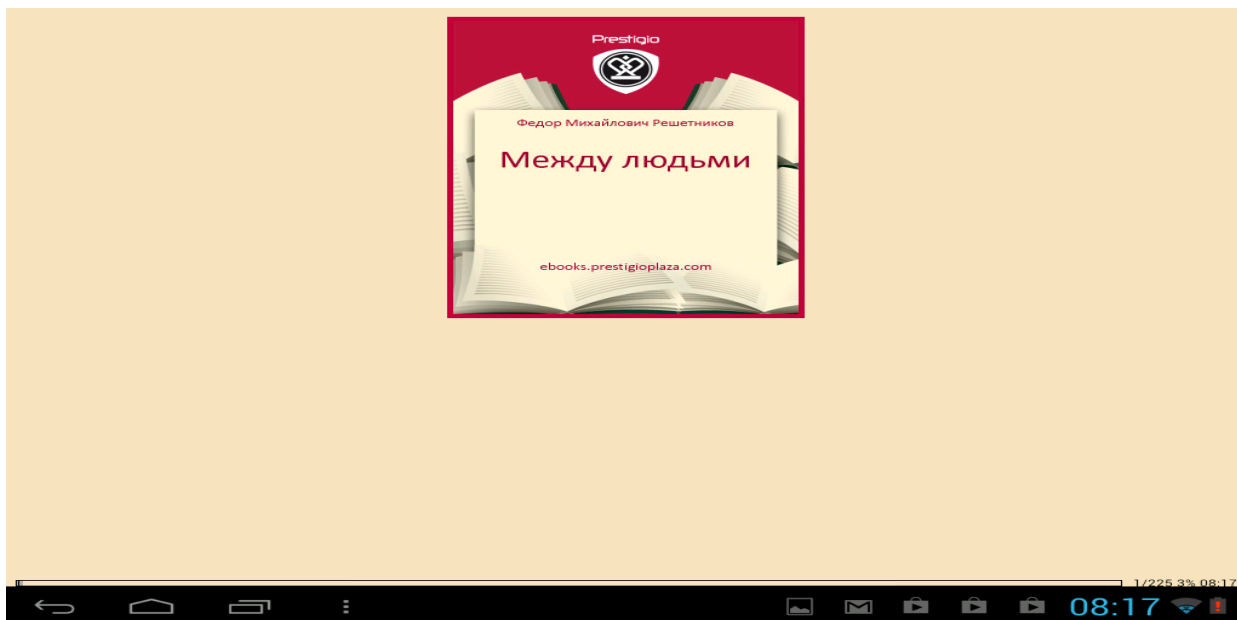 Prestigio
Федор Михайлович Решетников
Между людьми
ebooks.prestigioplaza.com
1/225 3% 08:17
08:17